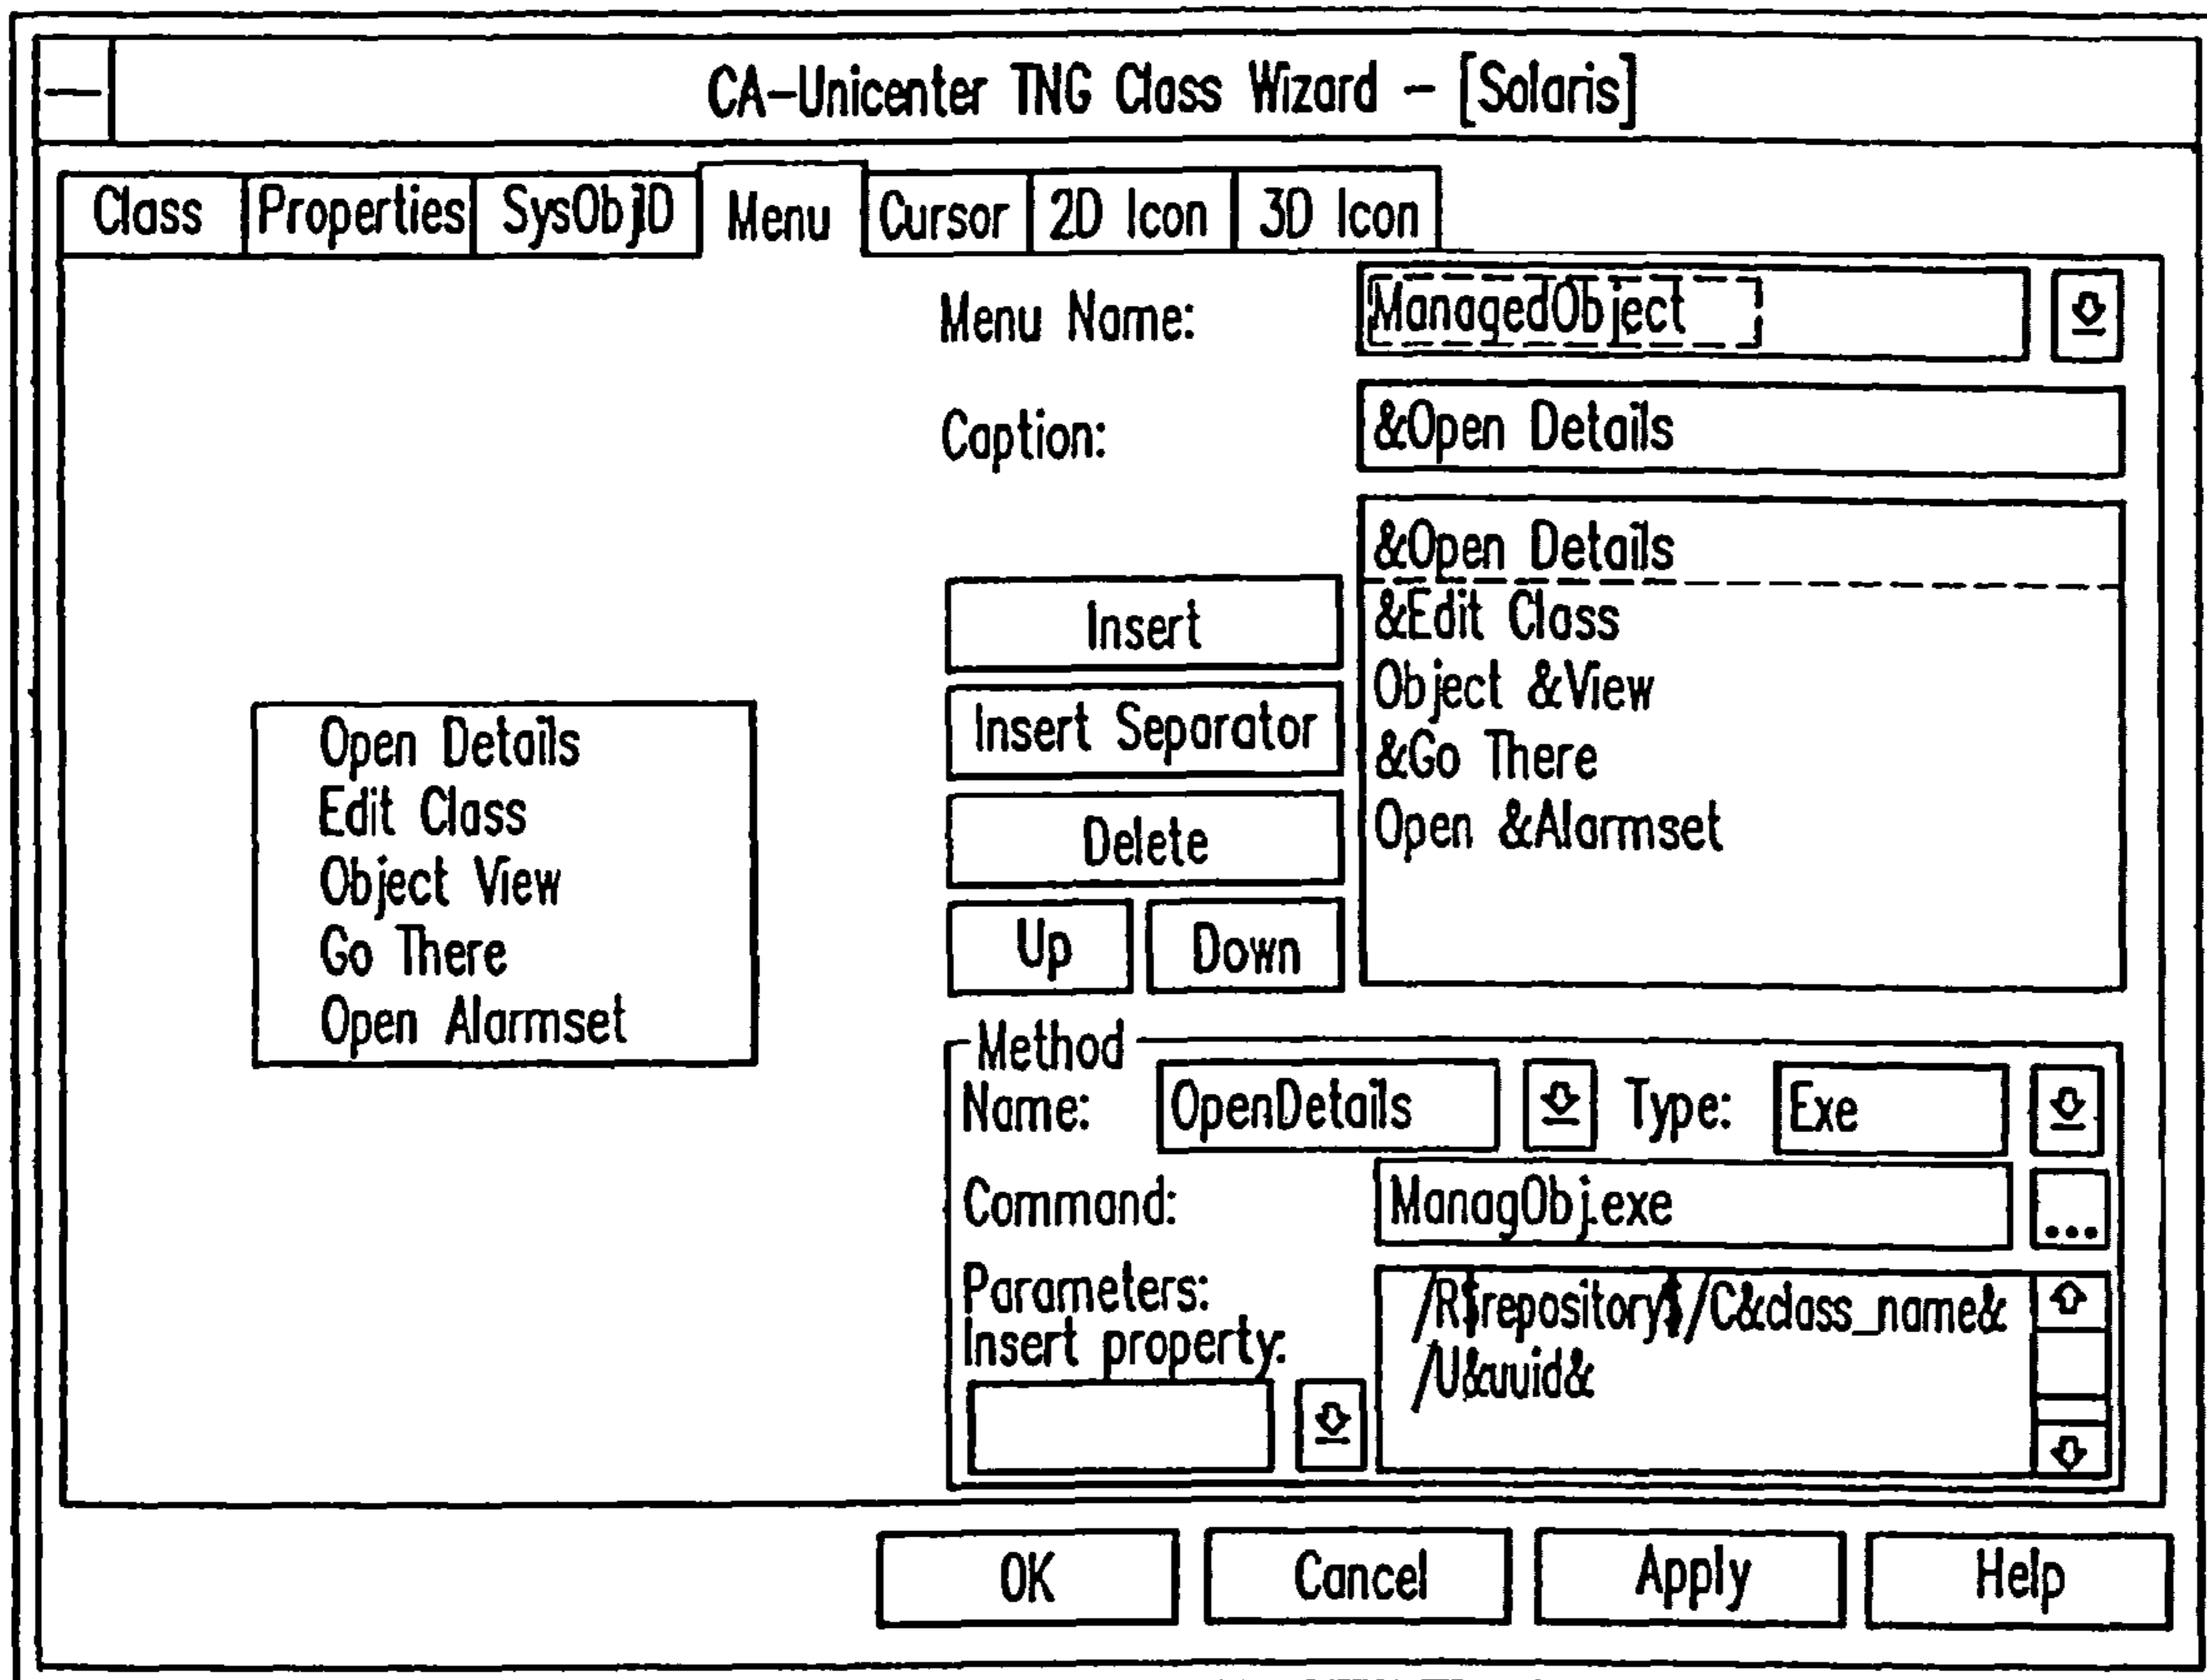 CA-Unicenter TNG Class Wizard - [Solaris]
Class Properties SysObjID Menu Cursor 2D Icon 3D Icon
Menu Name: ManagedObject
Caption: &Open Details
&Open Details
&Edit Class
Object &View
&Go There
Open &Alarmset
Insert
Insert Separator
Delete
Up Down
Open Details
Edit Class
Object View
Go There
Open Alarmset
Method
Name: OpenDetails Type: Exe
Command: ManagObj.exe ...
Parameters: /R$repository$/C&class_name&
/U&uuid&
Insert property:
OK Cancel Apply Help